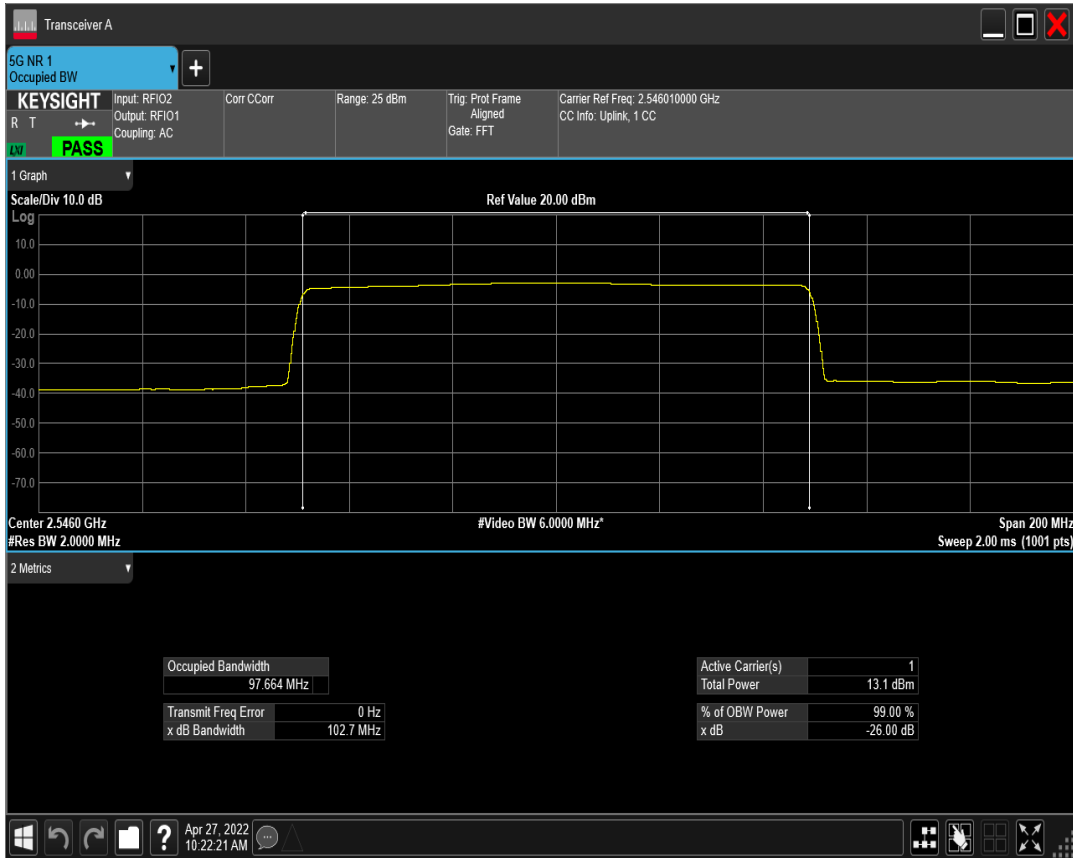 Transceiver A
5G NR 1
Occupied BW
KEYSIGHT
R T
LXI
PASS
Input: RFIO2
Output: RFIO1
Coupling: AC
Corr CCorr
Range: 25 dBm
Trig: Prot Frame
Aligned
Gate: FFT
Carrier Ref Freq: 2.546010000 GHz
CC Info: Uplink, 1 CC
1 Graph
Scale/Div 10.0 dB
Ref Value 20.00 dBm
Log
10.0
0.00
-10.0
-20.0
-30.0
-40.0
-50.0
-60.0
-70.0
Center 2.5460 GHz
#Video BW 6.0000 MHz*
Span 200 MHz
#Res BW 2.0000 MHz
Sweep 2.00 ms (1001 pts)
2 Metrics
Occupied Bandwidth
97.664 MHz
Transmit Freq Error 0 Hz
x dB Bandwidth 102.7 MHz
Active Carrier(s) 1
Total Power 13.1 dBm
% of OBW Power 99.00 %
x dB -26.00 dB
?
Apr 27, 2022
10:22:21 AM